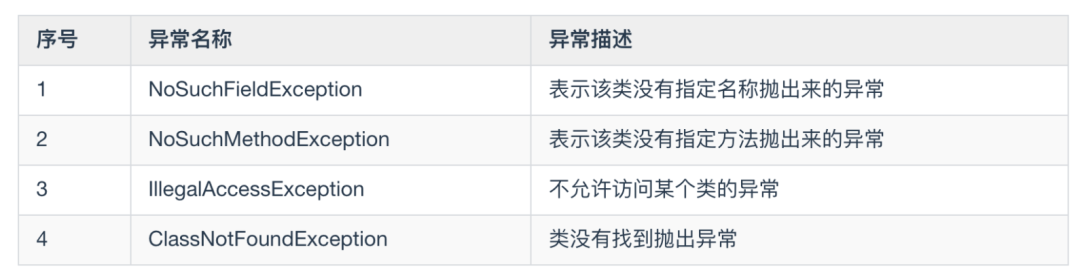 序号 异常名称 异常描述
1 NoSuchFieldException 表示该类没有指定名称抛出来的异常
2 NoSuchMethodException 表示该类没有指定方法抛出来的异常
3 IllegalAccessException 不允许访问某个类的异常
4 ClassNotFoundException 类没有找到抛出异常